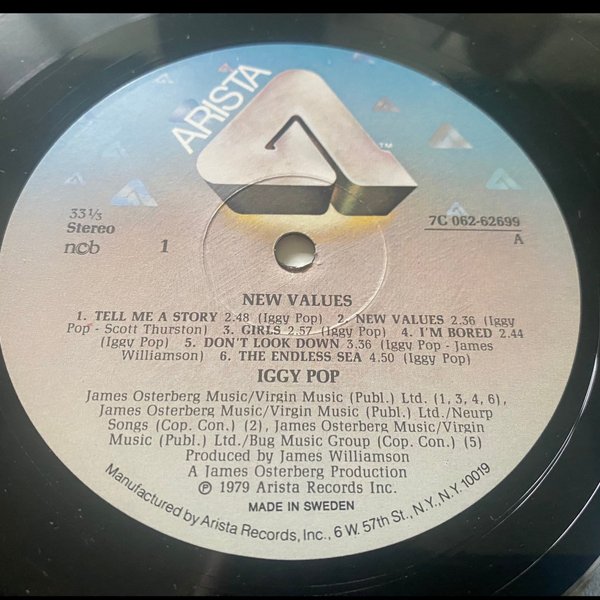 ARISTA
™
33 1/3
Stereo
7C 062-62699
ncb 1
A
NEW VALUES
1. TELL ME A STORY 2.48 (Iggy Pop) 2. NEW VALUES 2.36 (Iggy
Pop - Scott Thurston) 3. GIRLS 2.57 (Iggy Pop) 4. I'M BORED 2.44
(Iggy Pop) 5. DON'T LOOK DOWN 3.36 (Iggy Pop - James
Williamson) 6. THE ENDLESS SEA 4.50 (Iggy Pop)
IGGY POP
James Osterberg Music/Virgin Music (Publ.) Ltd. (1, 3, 4, 6),
James Osterberg Music/Virgin Music (Publ.) Ltd./Neurp
Songs (Cop. Con.) (2), James Osterberg Music/Virgin
Music (Publ.) Ltd./Bug Music Group (Cop. Con.) (5)
Produced by James Williamson
A James Osterberg Production
℗ 1979 Arista Records Inc.
MADE IN SWEDEN
Manufactured by Arista Records, Inc., 6 W. 57th St., N.Y., N.Y. 10019